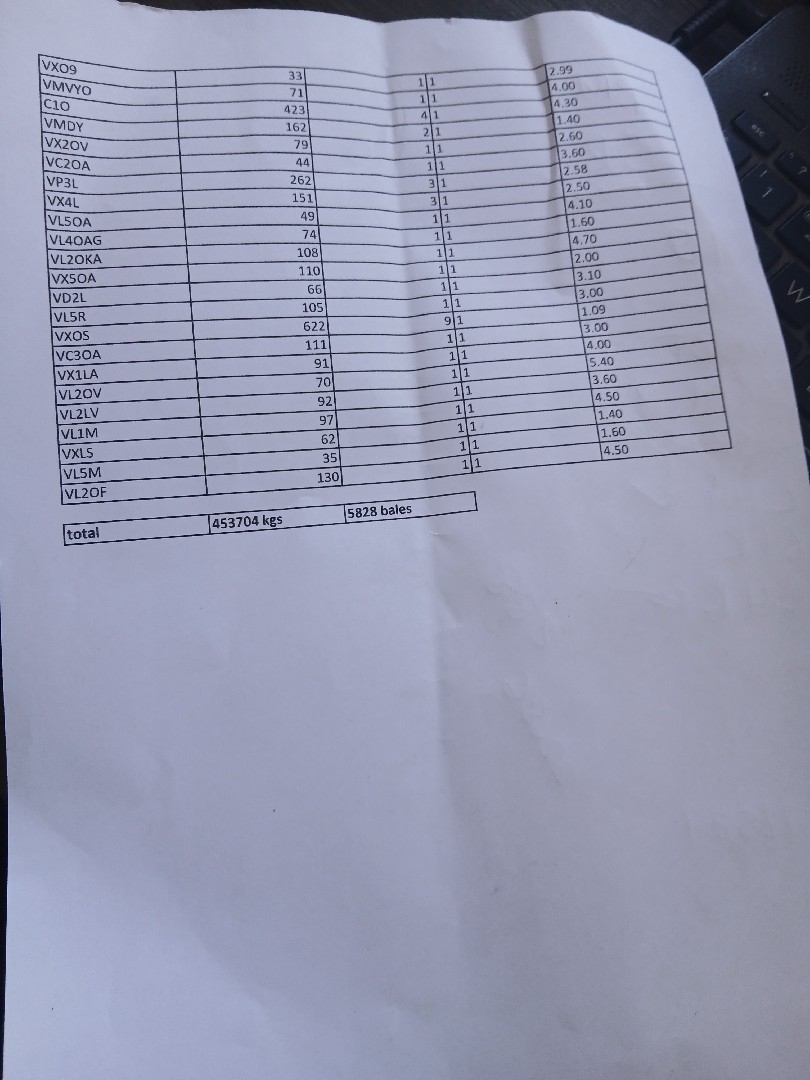 VXO9 33 1 1 2.99
VMVYO 71 1 1 4.00
C1O 423 4 1 4.30
VMDY 162 2 1 1.40
VX2OV 79 1 1 2.60
VC2OA 44 1 1 3.60
VP3L 262 3 1 2.58
VX4L 151 3 1 2.50
VL5OA 49 1 1 4.10
VL4OAG 74 1 1 1.60
VL2OKA 108 1 1 4.70
VX5OA 110 1 1 2.00
VD2L 66 1 1 3.10
VL5R 105 1 1 3.00
VXOS 622 9 1 1.09
VC3OA 111 1 1 3.00
VX1LA 91 1 1 4.00
VL2OV 70 1 1 5.40
VL2LV 92 1 1 3.60
VL1M 97 1 1 4.50
VXLS 62 1 1 1.40
VL5M 35 1 1 1.60
VL2OF 130 1 1 4.50
total 453704 kgs 5828 bales
esc
W